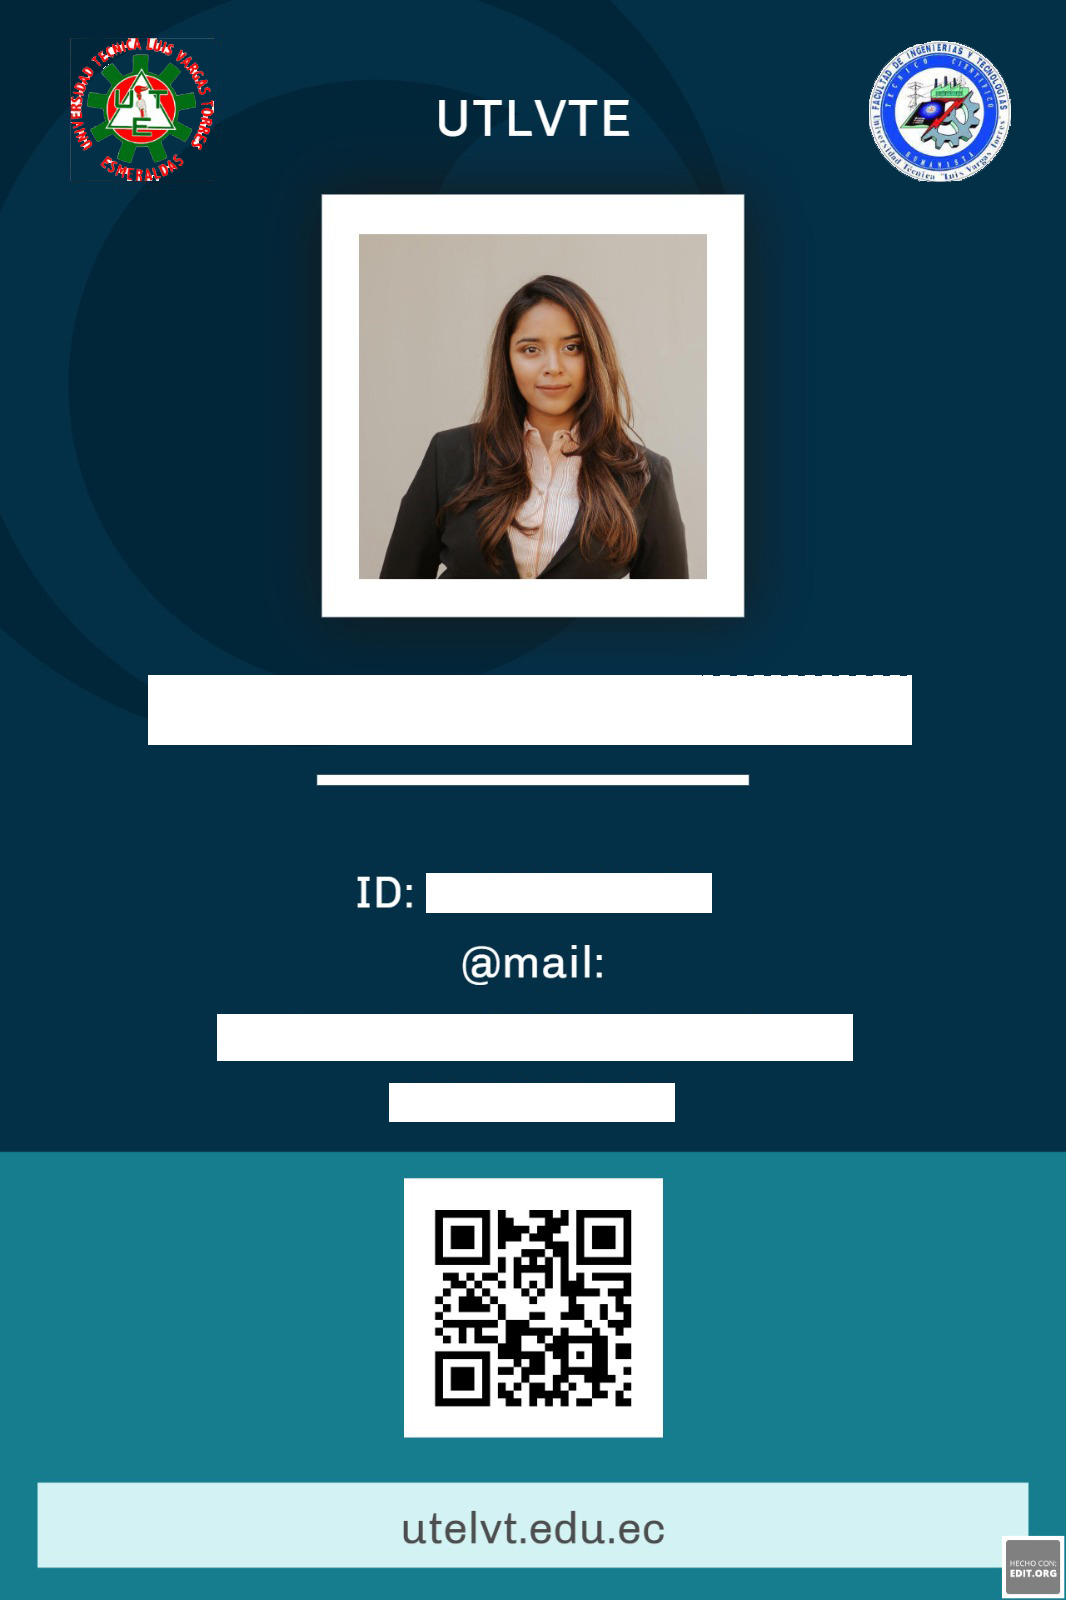 UNIVERSIDAD TECNICA LUIS VARGAS TORRES
UTE
ESMERALDAS
UTLVTE
FACULTAD DE INGENIERIAS Y TECNOLOGIAS
TECNICO CIENTIFICO
HUMANISTA
Universidad Técnica "Luis Vargas Torres"
ID:
@mail:
utelvt.edu.ec
HECHO CON:
EDIT.ORG